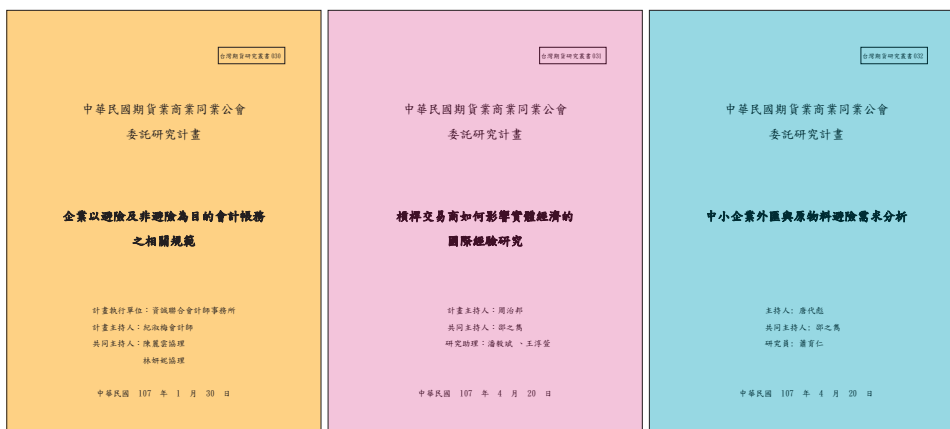 台灣期貨研究叢書 030
中華民國期貨業商業同業公會
委託研究計畫
企業以避險及非避險為目的會計帳務
之相關規範
計畫執行單位：資誠聯合會計師事務所
計畫主持人：紀淑梅會計師
共同主持人：陳麗雲協理
林妍妮協理
中華民國 107 年 1 月 30 日
台灣期貨研究叢書 031
中華民國期貨業商業同業公會
委託研究計畫
槓桿交易商如何影響實體經濟的
國際經驗研究
計畫主持人：周治邦
共同主持人：邵之雋
研究助理：潘毅斌 、王淳萱
中華民國 107 年 4 月 20 日
台灣期貨研究叢書 032
中華民國期貨業商業同業公會
委託研究計畫
中小企業外匯與原物料避險需求分析
主持人: 唐代彪
共同主持人: 邵之雋
研究員: 蕭育仁
中華民國 107 年 4 月 20 日